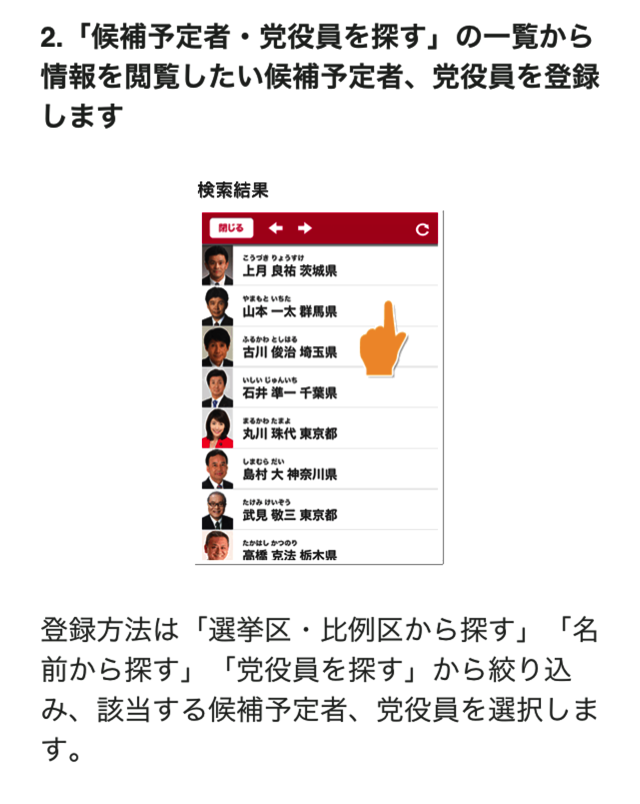 2.「候補予定者・党役員を探す」の一覧から
情報を閲覧したい候補予定者、党役員を登録
します
検索結果
閉じる
こうづき りょうすけ
上月 良祐 茨城県
やまもと いちた
山本 一太 群馬県
ふるかわ としはる
古川 俊治 埼玉県
いしい じゅんいち
石井 準一 千葉県
まるかわ たまよ
丸川 珠代 東京都
しまむら だい
島村 大 神奈川県
たけみ けいぞう
武見 敬三 東京都
たかはし かつのり
高橋 克法 栃木県
登録方法は「選挙区・比例区から探す」「名
前から探す」「党役員を探す」から絞り込
み、該当する候補予定者、党役員を選択しま
す。